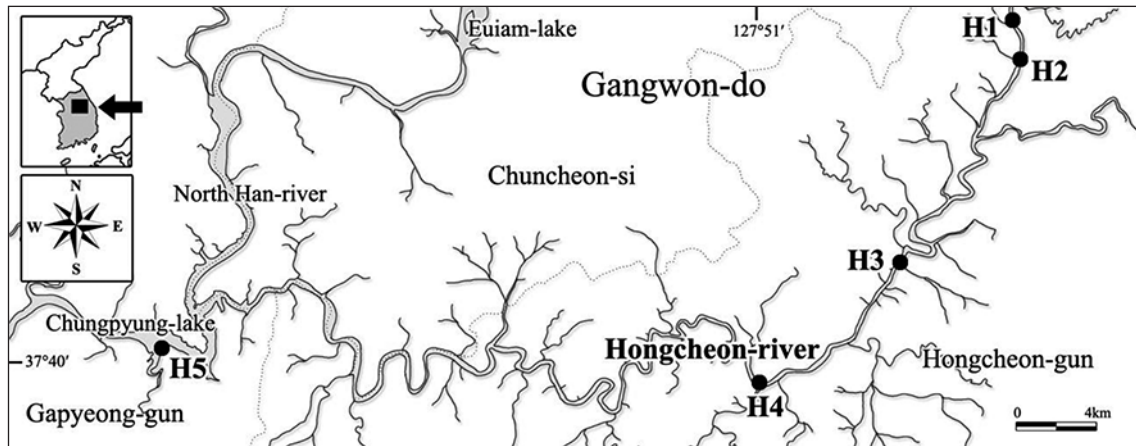 Euiam-lake
127°51′
H1
H2
Gangwon-do
N
W
E
S
North Han-river
Chuncheon-si
H3
Chungpyung-lake
37°40′
H5
Hongcheon-river
Hongcheon-gun
H4
Gapyeong-gun
0
4km